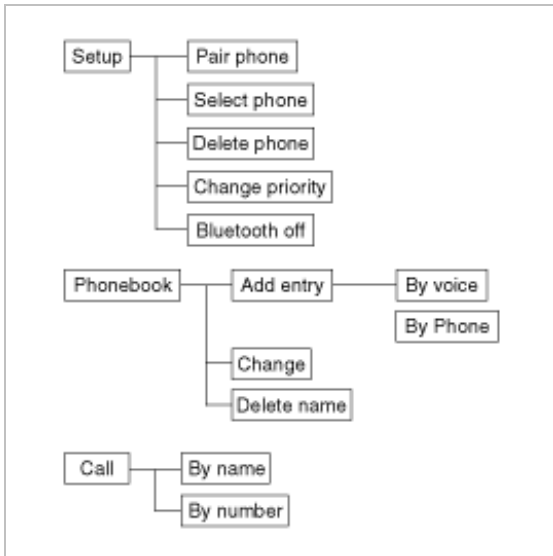 Setup
Pair phone
Select phone
Delete phone
Change priority
Bluetooth off
Phonebook
Add entry
By voice
By Phone
Change
Delete name
Call
By name
By number